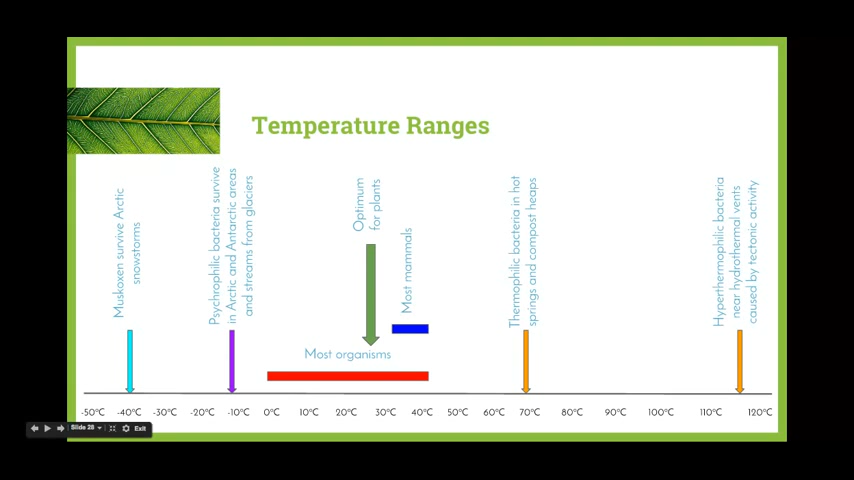 Temperature Ranges
Muskoxen survive Arctic
snowstorms
Psychrophilic bacteria survive
in Arctic and Antarctic areas
and streams from glaciers
Optimum
for plants
Most mammals
Thermophilic bacteria in hot
springs and compost heaps
Hyperthermophilic bacteria
near hydrothermal vents
caused by tectonic activity
Most organisms
-50°C -40°C -30°C -20°C -10°C 0°C 10°C 20°C 30°C 40°C 50°C 60°C 70°C 80°C 90°C 100°C 110°C 120°C
Slide 28 Exit